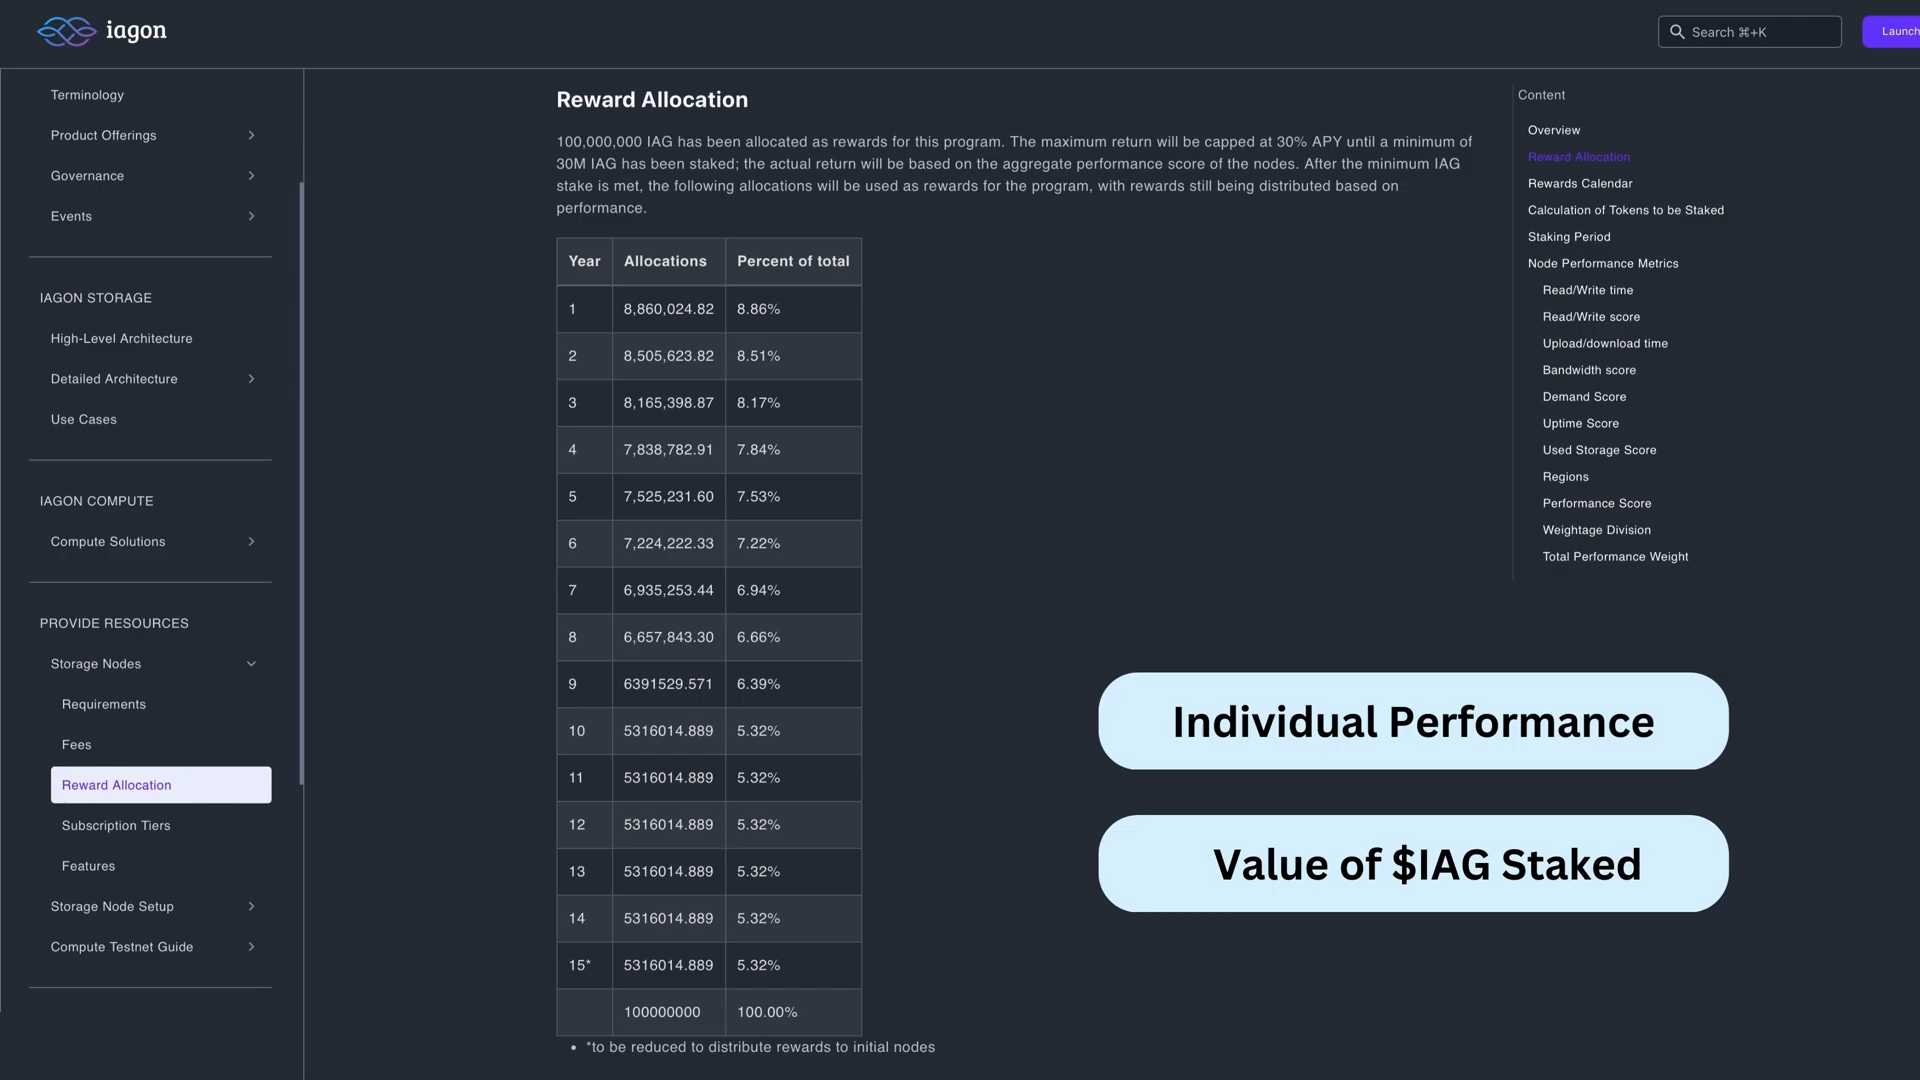 iagon
Search ⌘+K
Launch
Terminology
Product Offerings
Governance
Events
IAGON STORAGE
High-Level Architecture
Detailed Architecture
Use Cases
IAGON COMPUTE
Compute Solutions
PROVIDE RESOURCES
Storage Nodes
Requirements
Fees
Reward Allocation
Subscription Tiers
Features
Storage Node Setup
Compute Testnet Guide
Reward Allocation
100,000,000 IAG has been allocated as rewards for this program. The maximum return will be capped at 30% APY until a minimum of
30M IAG has been staked; the actual return will be based on the aggregate performance score of the nodes. After the minimum IAG
stake is met, the following allocations will be used as rewards for the program, with rewards still being distributed based on
performance.
Year Allocations Percent of total
1 8,860,024.82 8.86%
2 8,505,623.82 8.51%
3 8,165,398.87 8.17%
4 7,838,782.91 7.84%
5 7,525,231.60 7.53%
6 7,224,222.33 7.22%
7 6,935,253.44 6.94%
8 6,657,843.30 6.66%
9 6391529.571 6.39%
10 5316014.889 5.32%
11 5316014.889 5.32%
12 5316014.889 5.32%
13 5316014.889 5.32%
14 5316014.889 5.32%
15* 5316014.889 5.32%
100000000 100.00%
• *to be reduced to distribute rewards to initial nodes
Content
Overview
Reward Allocation
Rewards Calendar
Calculation of Tokens to be Staked
Staking Period
Node Performance Metrics
Read/Write time
Read/Write score
Upload/download time
Bandwidth score
Demand Score
Uptime Score
Used Storage Score
Regions
Performance Score
Weightage Division
Total Performance Weight
Individual Performance
Value of $IAG Staked